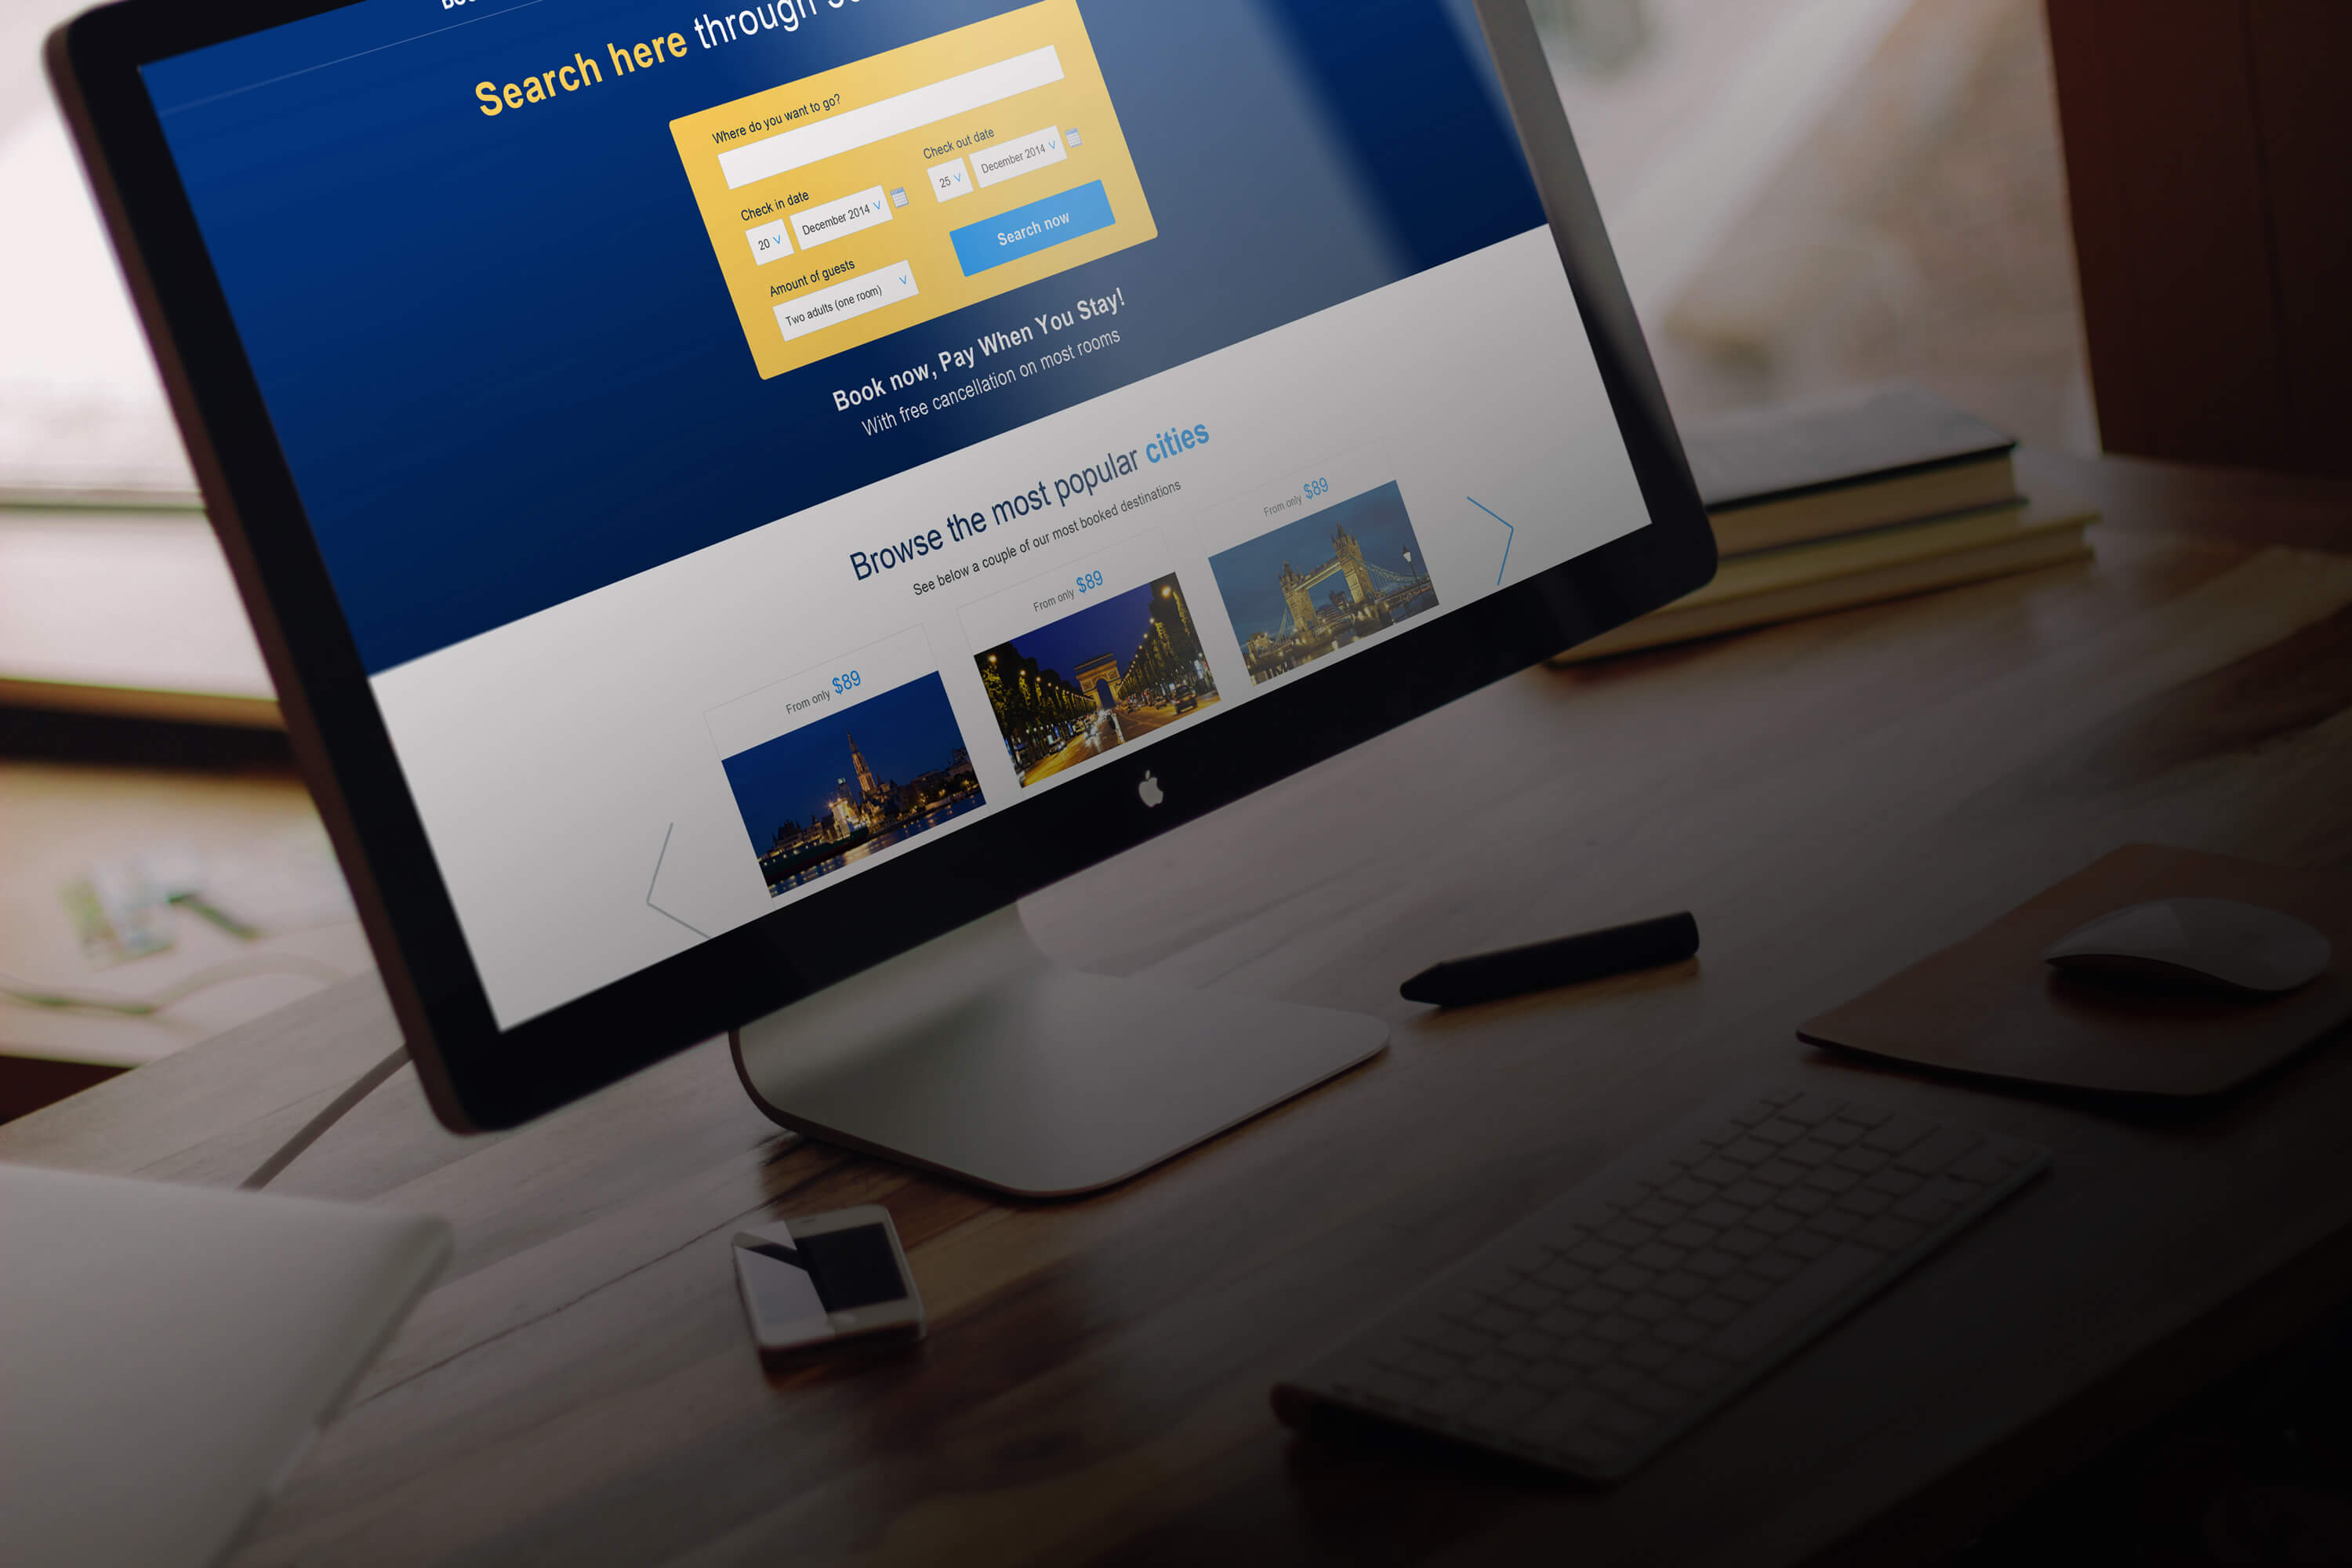 Search here through
Where do you want to go?
Check in date
Check out date
20 December 2014
25 December 2014
Amount of guests
Two adults (one room)
Search now
Book now, Pay When You Stay!
With free cancellation on most rooms
Browse the most popular cities
See below a couple of our most booked destinations
From only $89
From only $89
From only $89